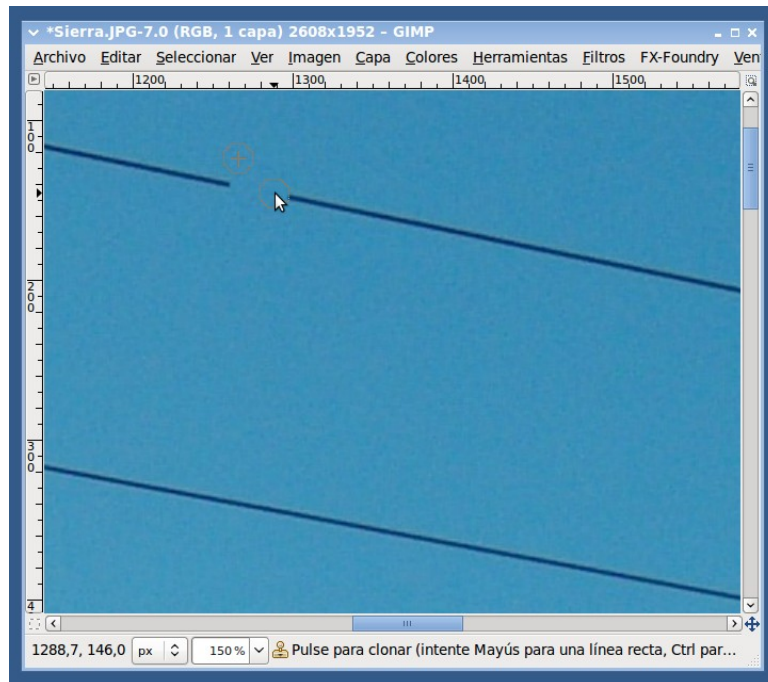 *Sierra.JPG-7.0 (RGB, 1 capa) 2608x1952 – GIMP
Archivo Editar Seleccionar Ver Imagen Capa Colores Herramientas Filtros FX-Foundry Ven
1200 1300 1400 1500
100
200
300
4
1288,7, 146,0 px 150 % Pulse para clonar (intente Mayús para una línea recta, Ctrl par...